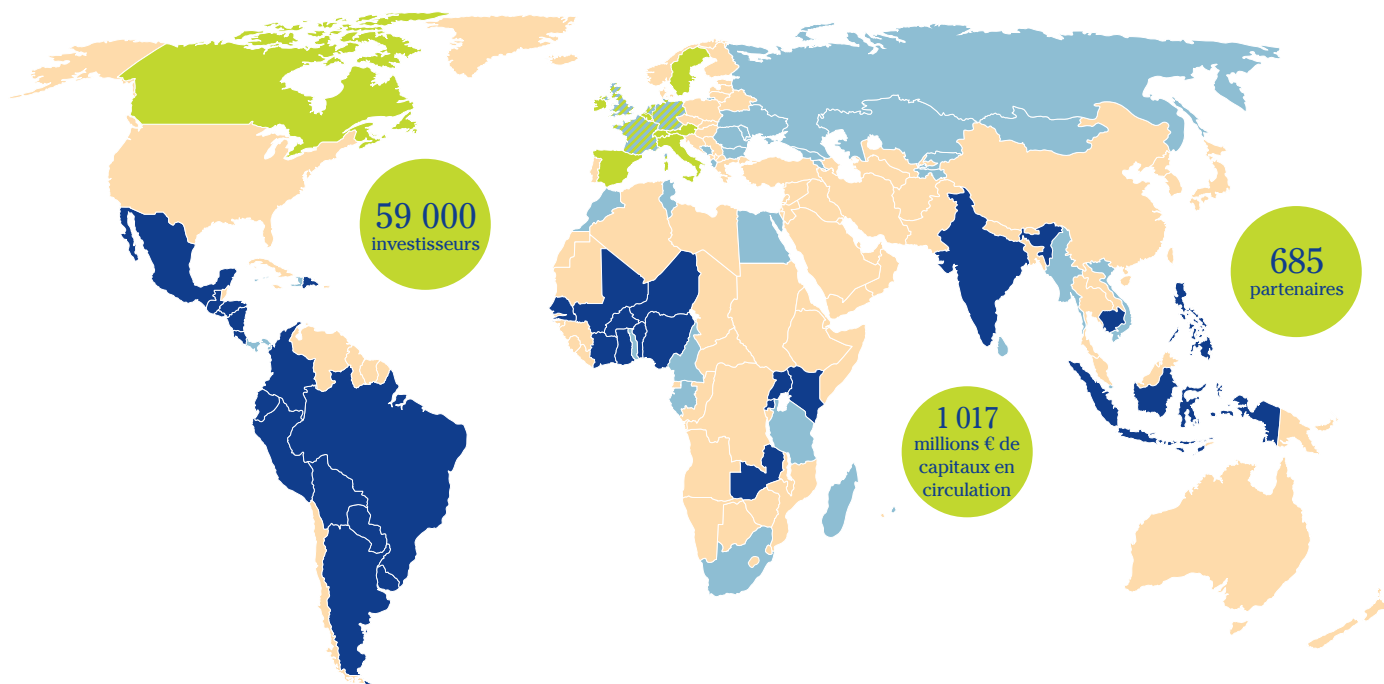 59 000
investisseurs
685
partenaires
1 017
millions € de
capitaux en
circulation